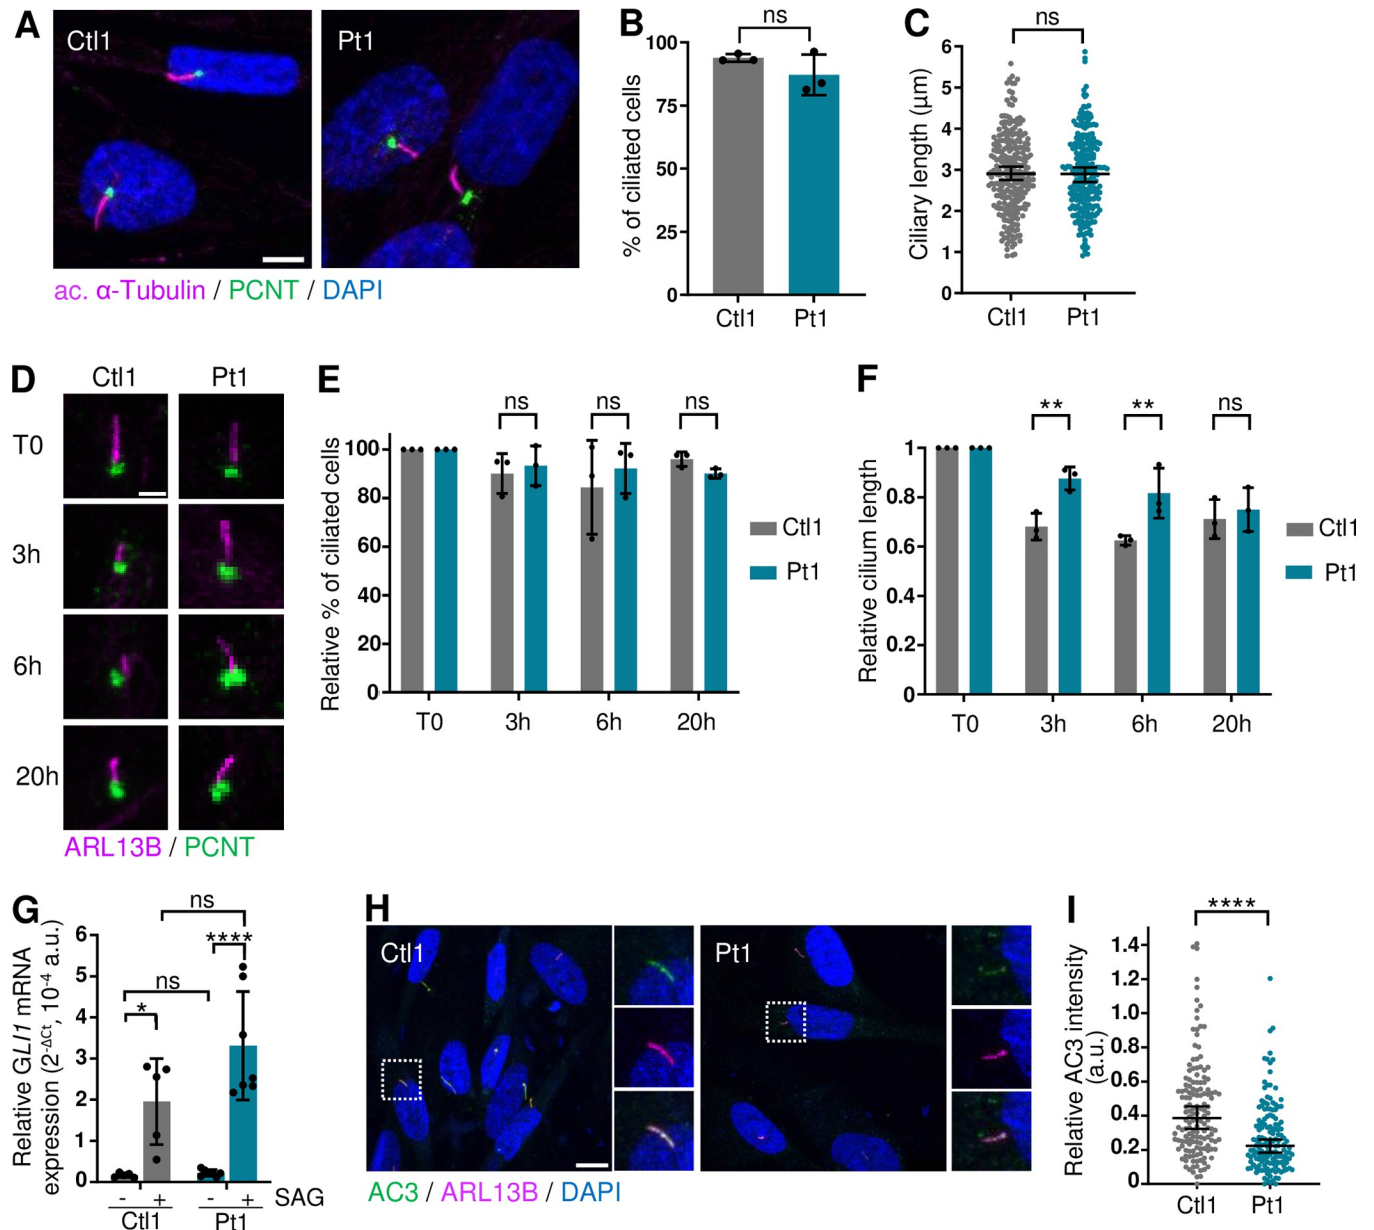 A
Ctl1
Pt1
ac. α-Tubulin / PCNT / DAPI
B
ns
% of ciliated cells
100
75
50
25
0
Ctl1
Pt1
C
ns
Ciliary length (µm)
6
5
4
3
2
1
0
Ctl1
Pt1
D
Ctl1
Pt1
T0
3h
6h
20h
ARL13B / PCNT
E
ns
ns
ns
Relative % of ciliated cells
100
80
60
40
20
0
T0
3h
6h
20h
Ctl1
Pt1
F
**
**
ns
Relative cilium length
1
0.8
0.6
0.4
0.2
0
T0
3h
6h
20h
Ctl1
Pt1
G
ns
****
ns
*
Relative GLI1 mRNA
expression (2-ΔCt, 10-4 a.u.)
6
5
4
3
2
1
0
- + - + SAG
Ctl1
Pt1
H
Ctl1
Pt1
AC3 / ARL13B / DAPI
I
****
Relative AC3 intensity
(a.u.)
1.4
1.2
1.0
0.8
0.6
0.4
0.2
0
Ctl1
Pt1